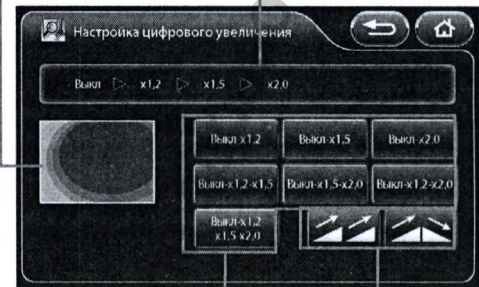 Настройка цифрового увеличения
Выкл x1,2 x1,5 x2,0
Выкл-x1,2 Выкл-x1,5 Выкл-x2.0
Выкл-x1,2-x1,5 Выкл-x1,5-x2,0 Выкл-x1,2-x2,0
Выкл-x1,2
x1,5 x2,0